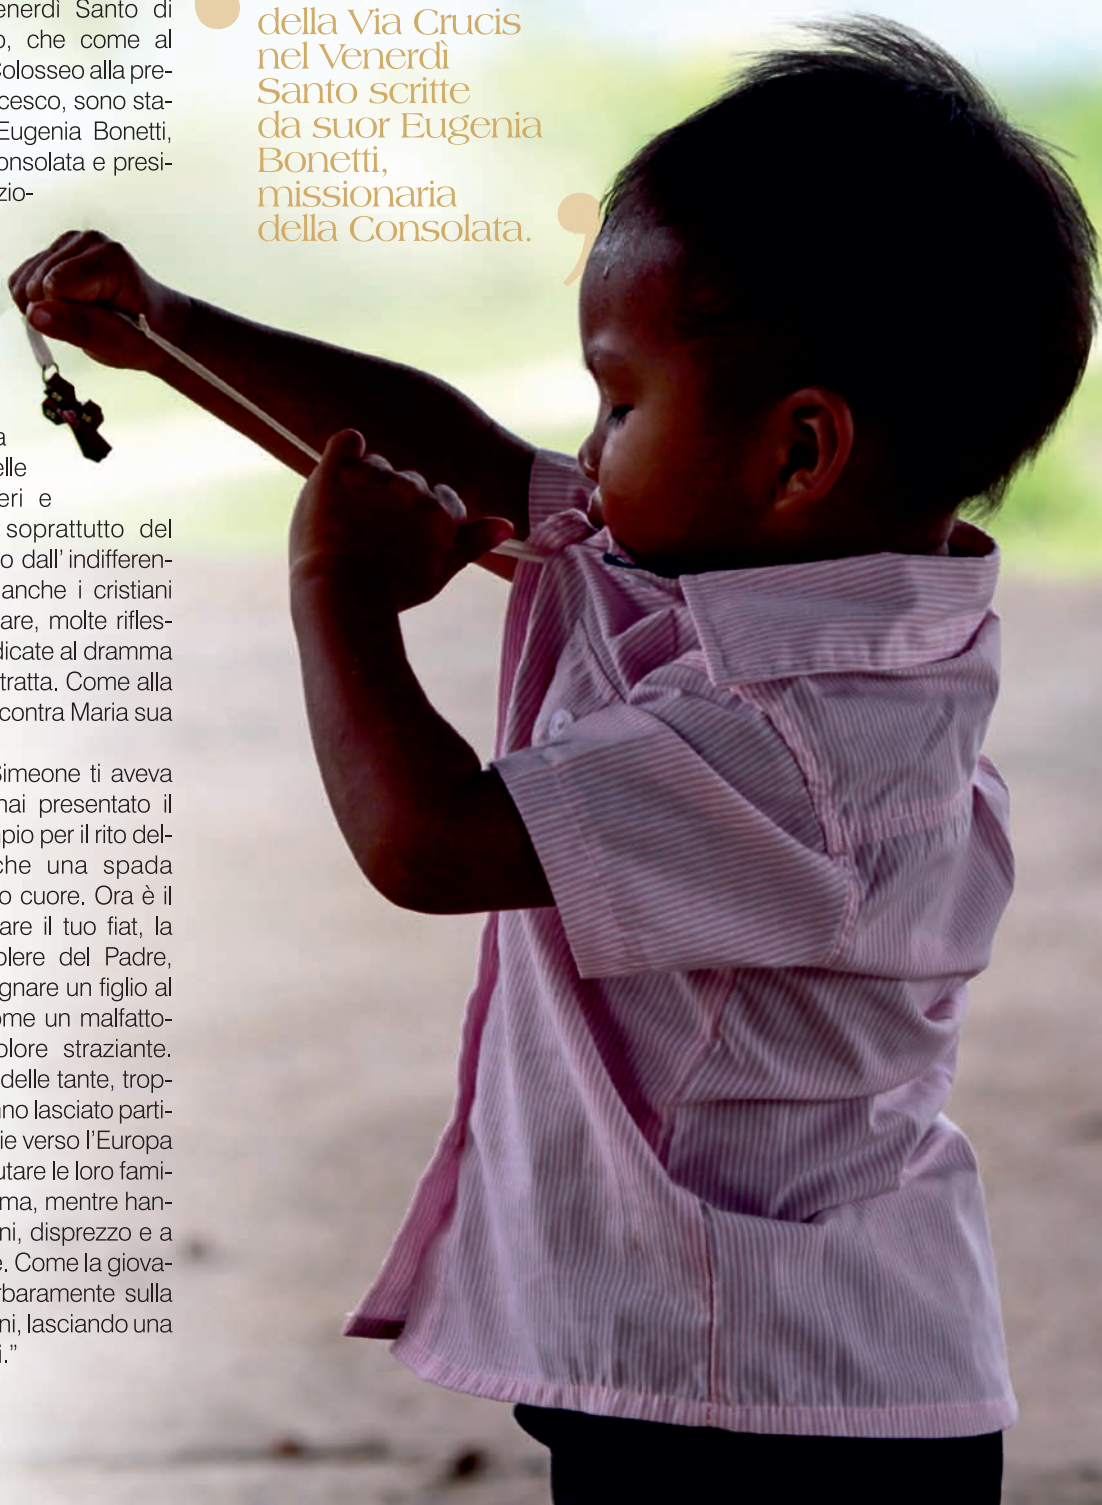 enerdì Santo di
o, che come al
Colosseo alla pre-
cesco, sono sta-
Eugenia Bonetti,
onsolata e presi-
zio-
a
elle
eri e
soprattutto del
o dall'indifferen-
anche i cristiani
are, molte rifles-
dicate al dramma
tratta. Come alla
contra Maria sua
Simeone ti aveva
hai presentato il
pio per il rito del-
che una spada
o cuore. Ora è il
are il tuo fiat, la
olere del Padre,
gnare un figlio al
ome un malfatto-
olore straziante.
delle tante, trop-
nno lasciato parti-
ie verso l'Europa
utare le loro fami-
ma, mentre han-
ni, disprezzo e a
e. Come la giova-
rbaramente sulla
ni, lasciando una
i."
della Via Crucis
nel Venerdì
Santo scritte
da suor Eugenia
Bonetti,
missionaria
della Consolata.